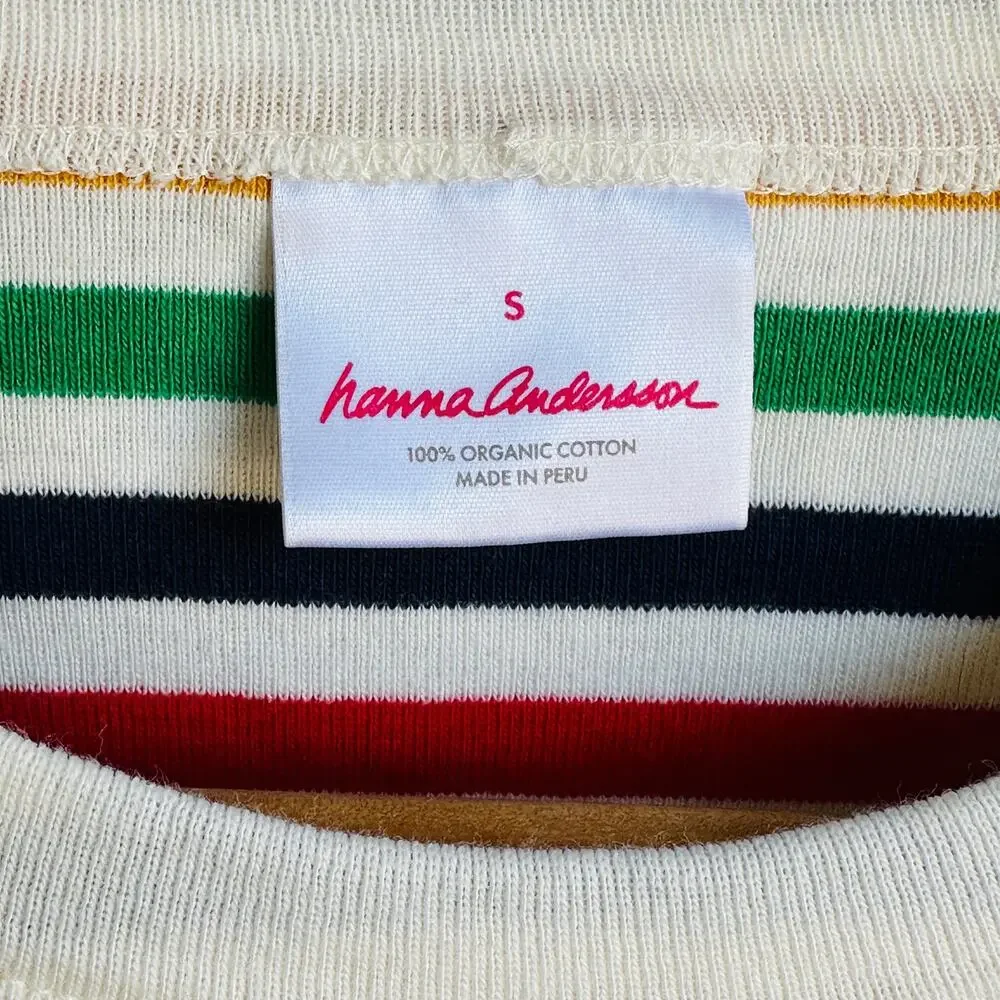 S
hanna Andersson
100% ORGANIC COTTON
MADE IN PERU